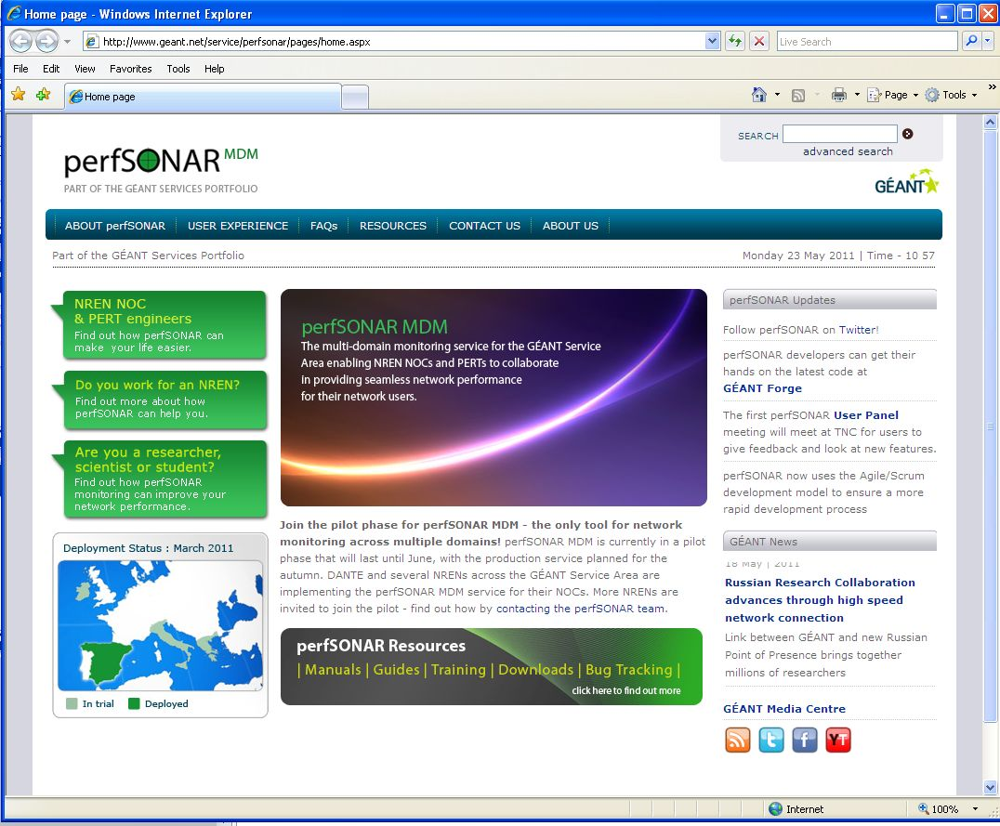 Home page - Windows Internet Explorer
http://www.geant.net/service/perfsonar/pages/home.aspx
Live Search
File Edit View Favorites Tools Help
Home page
Page Tools
SEARCH
advanced search
perfSONAR MDM
PART OF THE GÉANT SERVICES PORTFOLIO
GÉANT
ABOUT perfSONAR USER EXPERIENCE FAQs RESOURCES CONTACT US ABOUT US
Part of the GÉANT Services Portfolio
Monday 23 May 2011 | Time - 10 57
NREN NOC
& PERT engineers
Find out how perfSONAR can
make your life easier.
Do you work for an NREN?
Find out more about how
perfSONAR can help you.
Are you a researcher,
scientist or student?
Find out how perfSONAR
monitoring can improve your
network performance.
Deployment Status : March 2011
In trial Deployed
perfSONAR MDM
The multi-domain monitoring service for the GÉANT Service
Area enabling NREN NOCs and PERTs to collaborate
in providing seamless network performance
for their network users.
Join the pilot phase for perfSONAR MDM - the only tool for network
monitoring across multiple domains! perfSONAR MDM is currently in a pilot
phase that will last until June, with the production service planned for the
autumn. DANTE and several NRENs across the GÉANT Service Area are
implementing the perfSONAR MDM service for their NOCs. More NRENs are
invited to join the pilot - find out how by contacting the perfSONAR team.
perfSONAR Resources
| Manuals | Guides | Training | Downloads | Bug Tracking |
click here to find out more
perfSONAR Updates
Follow perfSONAR on Twitter!
perfSONAR developers can get their
hands on the latest code at
GÉANT Forge
The first perfSONAR User Panel
meeting will meet at TNC for users to
give feedback and look at new features.
perfSONAR now uses the Agile/Scrum
development model to ensure a more
rapid development process
GÉANT News
18 May | 2011
Russian Research Collaboration
advances through high speed
network connection
Link between GÉANT and new Russian
Point of Presence brings together
millions of researchers
GÉANT Media Centre
t f YT
Internet
100%